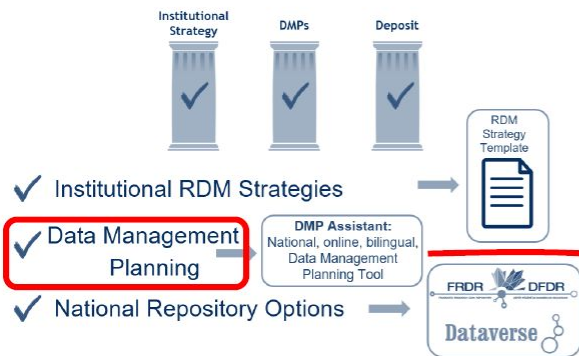 Institutional
Strategy
DMPs
Deposit
RDM
Strategy
Template
Institutional RDM Strategies
Data Management
Planning
DMP Assistant:
National, online, bilingual,
Data Management
Planning Tool
National Repository Options
FRDR DFDR
Dataverse